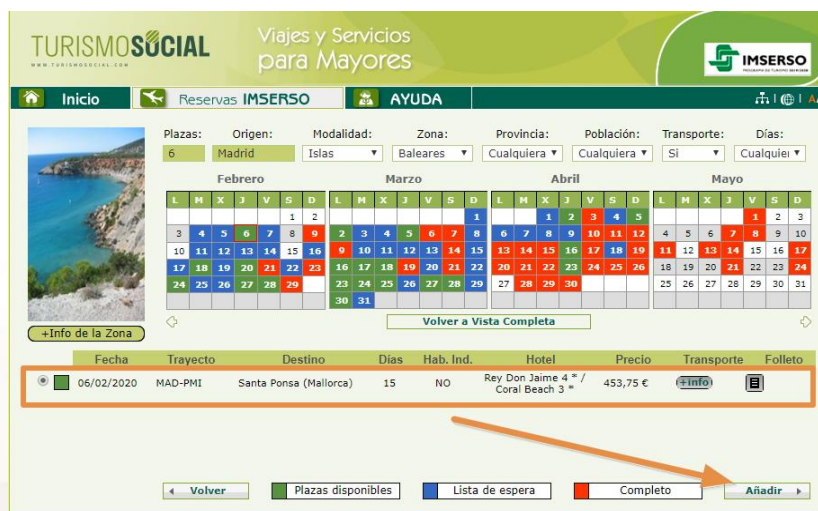 TURISMOSOCIAL
WWW.TURISMOSOCIAL.COM
Viajes y Servicios
para Mayores
IMSERSO
Inicio
Reservas IMSERSO
AYUDA
Plazas: Origen: Modalidad: Zona: Provincia: Población: Transporte: Días:
6 Madrid Islas Baleares Cualquiera Cualquiera Si Cualquier
Febrero Marzo Abril Mayo
L M X J V S D L M X J V S D L M X J V S D L M X J V S D
1 2 1 1 2 3 4 5 1 2 3
3 4 5 6 7 8 9 2 3 4 5 6 7 8 6 7 8 9 10 11 12 4 5 6 7 8 9 10
10 11 12 13 14 15 16 9 10 11 12 13 14 15 13 14 15 16 17 18 19 11 12 13 14 15 16 17
17 18 19 20 21 22 23 16 17 18 19 20 21 22 20 21 22 23 24 25 26 18 19 20 21 22 23 24
24 25 26 27 28 29 23 24 25 26 27 28 29 27 28 29 30 25 26 27 28 29 30 31
30 31
+Info de la Zona
Volver a Vista Completa
Fecha Trayecto Destino Días Hab. Ind. Hotel Precio Transporte Folleto
06/02/2020 MAD-PMI Santa Ponsa (Mallorca) 15 NO Rey Don Jaime 4 * / 453,75 € +info
Coral Beach 3 *
Volver Plazas disponibles Lista de espera Completo Añadir